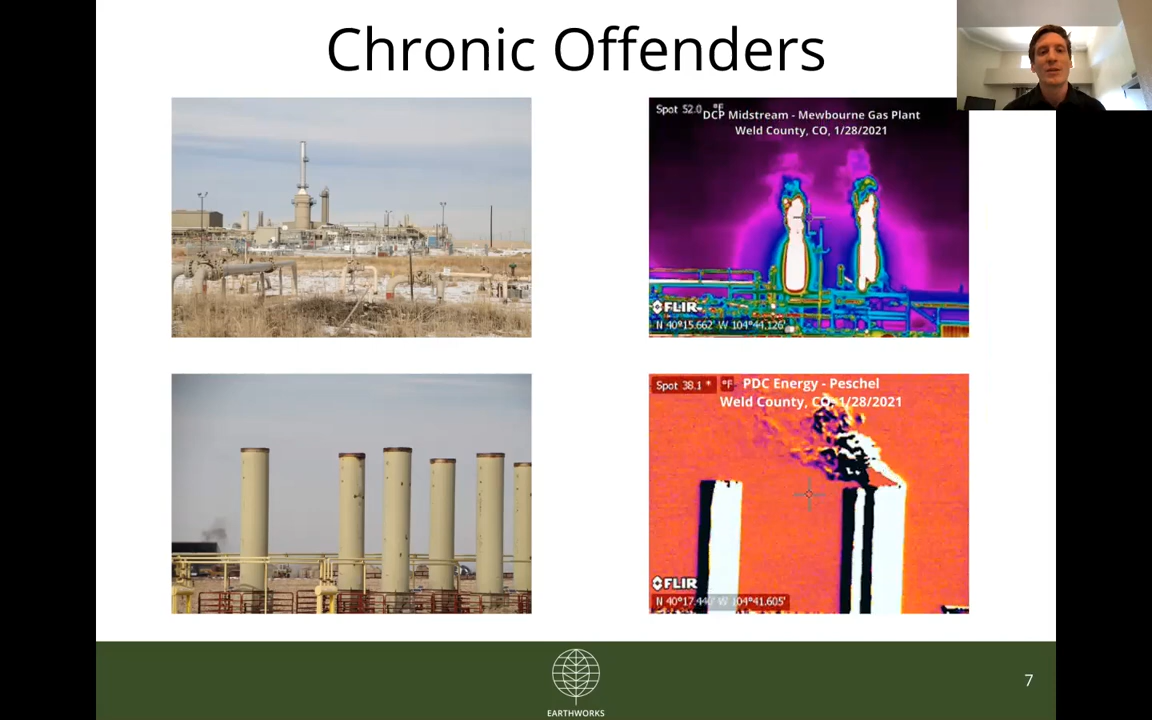 Chronic Offenders
Spot 52.0 °F
DCP Midstream - Mewbourne Gas Plant
Weld County, CO, 1/28/2021
FLIR
N 40°15.662' W 104°44.126'
Spot 38.1 * °F
PDC Energy - Peschel
Weld County, CO, 1/28/2021
FLIR
N 40°17.440' W 104°41.605'
EARTHWORKS
7